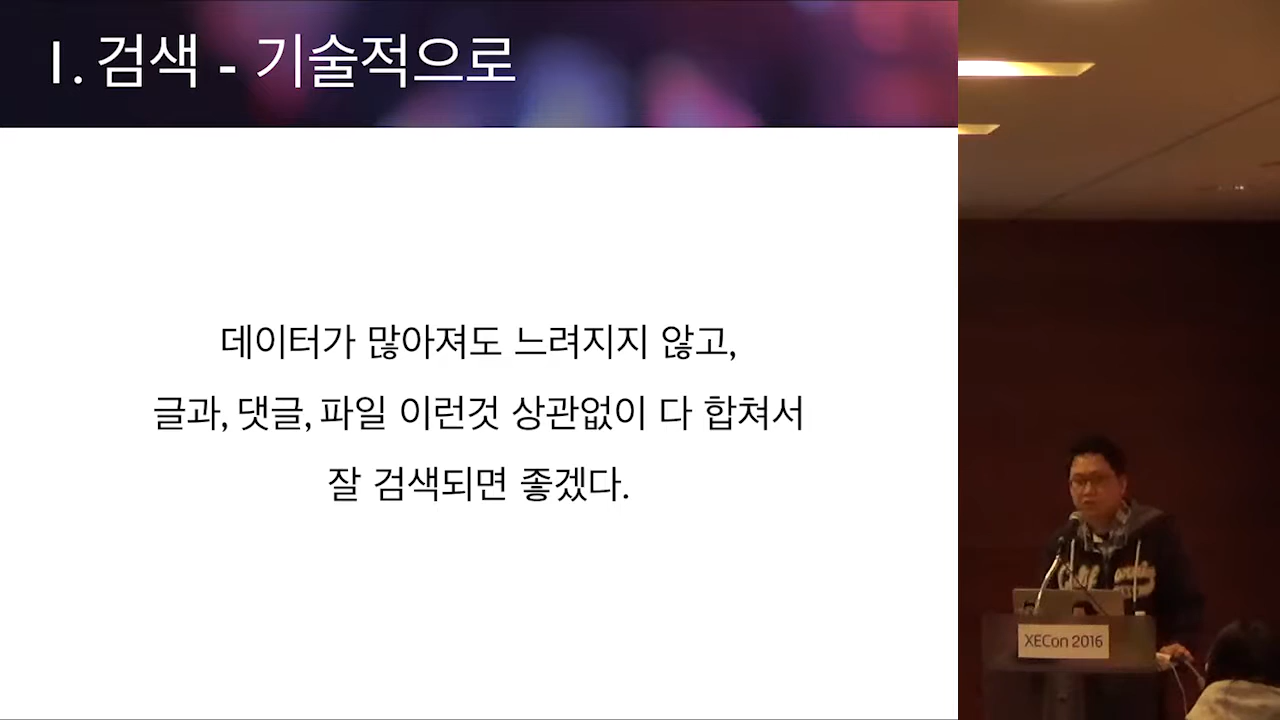 I. 검색 - 기술적으로
데이터가 많아져도 느려지지 않고,
글과, 댓글, 파일 이런것 상관없이 다 합쳐서
잘 검색되면 좋겠다.
XECon 2016